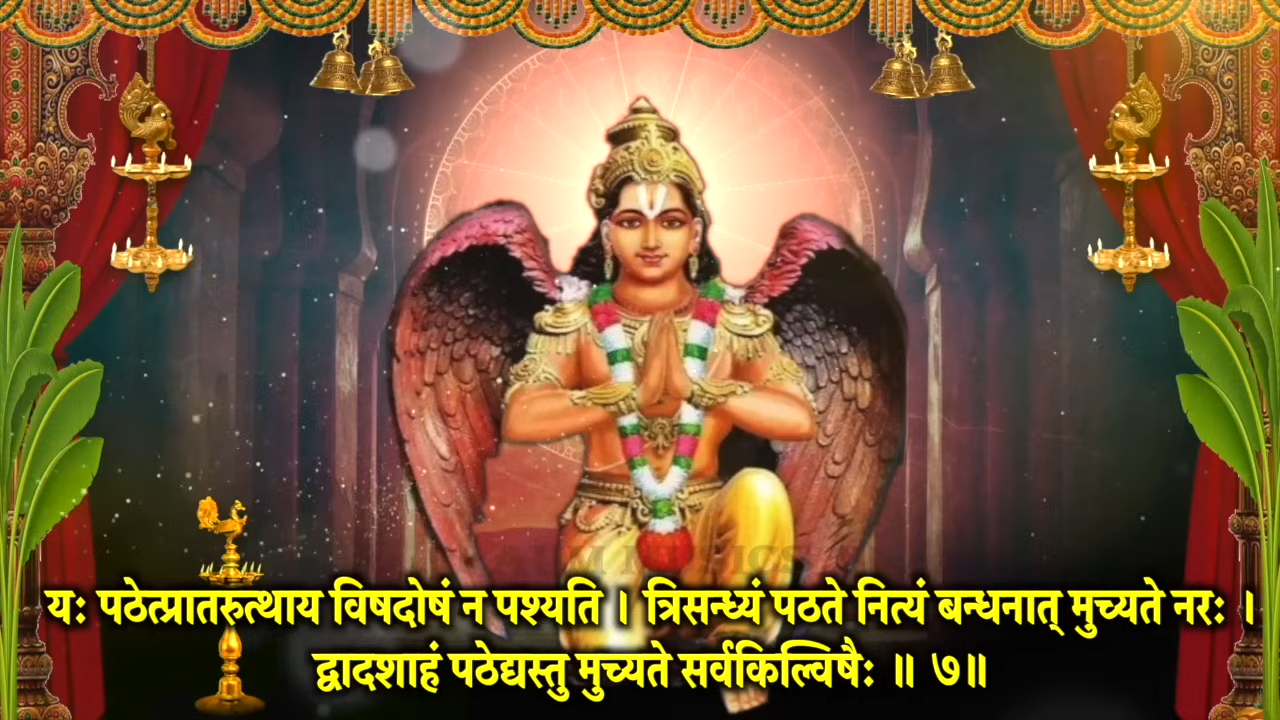 यः पठेत्प्रातरुत्थाय विषदोषं न पश्यति । त्रिसन्ध्यं पठते नित्यं बन्धनात् मुच्यते नरः ।
द्वादशाहं पठेद्यस्तु मुच्यते सर्वकिल्विषैः ॥ ७॥